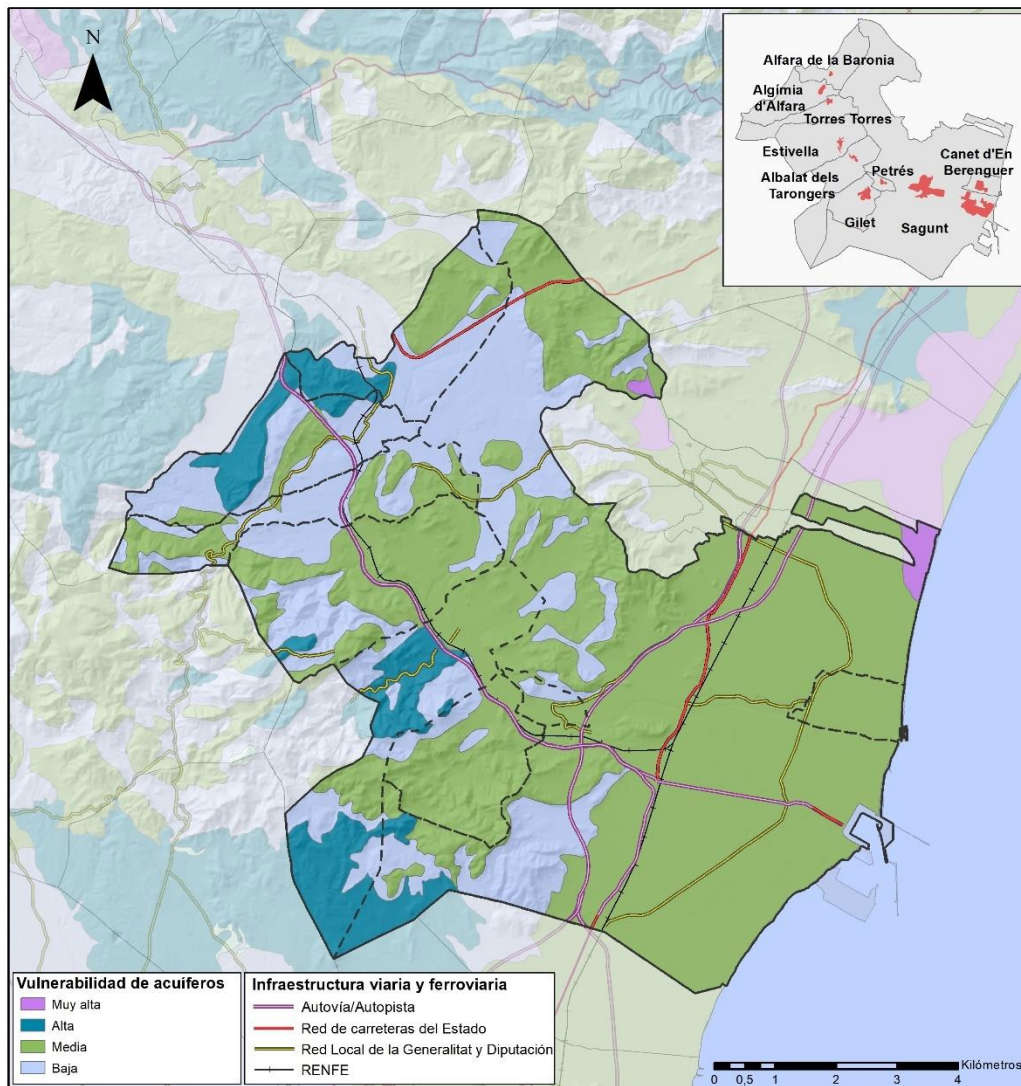 N
Alfara de la Baronia
Algímia
d'Alfara
Torres Torres
Estivella
Albalat dels
Tarongers
Petrés
Canet d'En
Berenguer
Gilet
Sagunt
Vulnerabilidad de acuíferos
Muy alta
Alta
Media
Baja
Infraestructura viaria y ferroviaria
Autovía/Autopista
Red de carreteras del Estado
Red Local de la Generalitat y Diputación
RENFE
Kilómetros
0 0,5 1 2 3 4